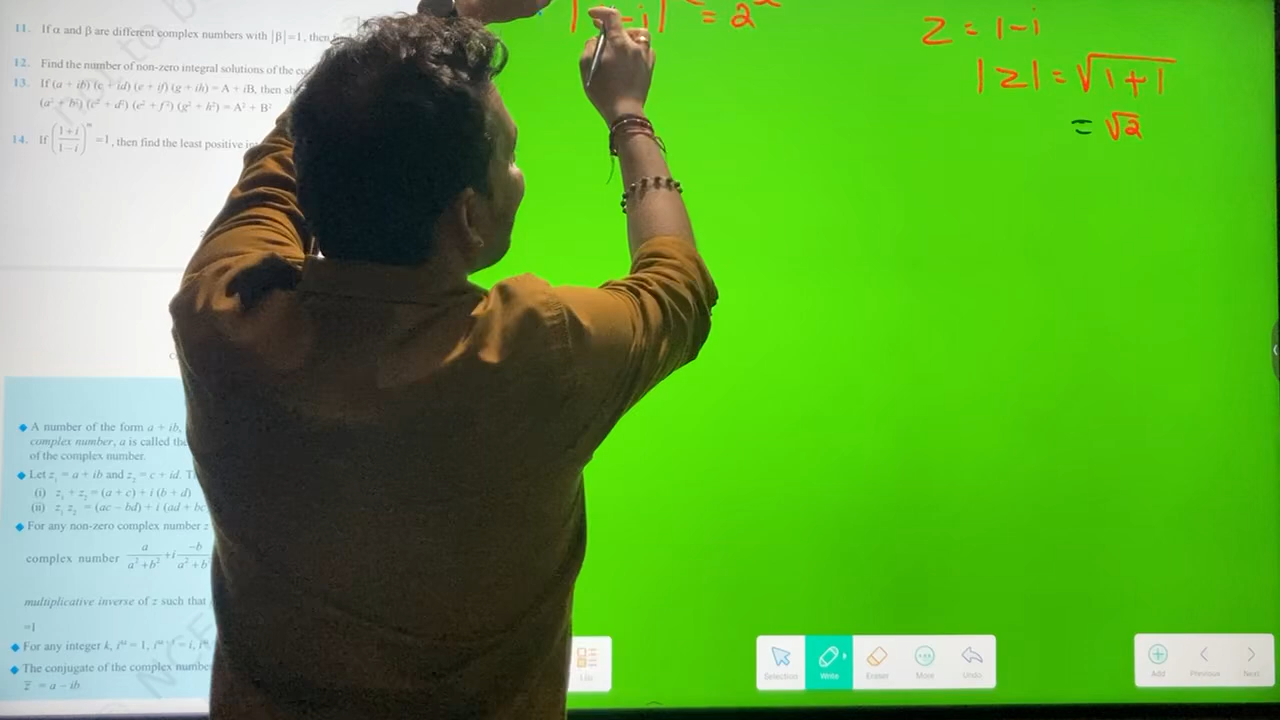 11. If α and β are different complex numbers with |β|=1, then
12. Find the number of non-zero integral solutions of the
13. If (a + ib) (c + id) (e + if) (g + ih) = A + iB, then
(a² + b²) (c² + d²) (e² + f²) (g² + h²) = A² + B²
14. If (1+i/1−i)ᵐ =1, then find the least positive
◆ A number of the form a + ib,
complex number, a is called the
of the complex number.
◆ Let z₁ = a + ib and z₂ = c + id.
(i) z₁ + z₂ = (a + c) + i (b + d)
(ii) z₁ z₂ = (ac − bd) + i (ad + bc
◆ For any non-zero complex number z
complex number a/a²+b² +i −b/a²+b
multiplicative inverse of z such that
=1
◆ For any integer k, i⁴ᵏ = 1, i⁴ᵏ⁺¹ = i,
◆ The conjugate of the complex number
z̅ = a − ib
-i| = 2ˣ
z = 1-i
|z| = √1+1
= √2
List
Selection
Write
Eraser
More
Undo
Add
Previous
Next